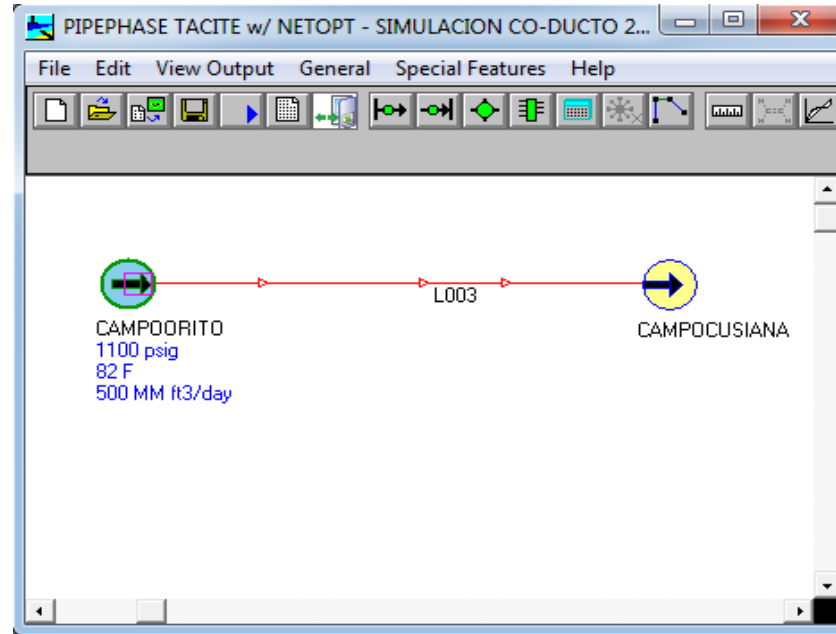 PIPEPHASE TACITE w/ NETOPT - SIMULACION CO-DUCTO 2...
File Edit View Output General Special Features Help
L003
CAMPOORITO
CAMPOCUSIANA
1100 psig
82 F
500 MM ft3/day